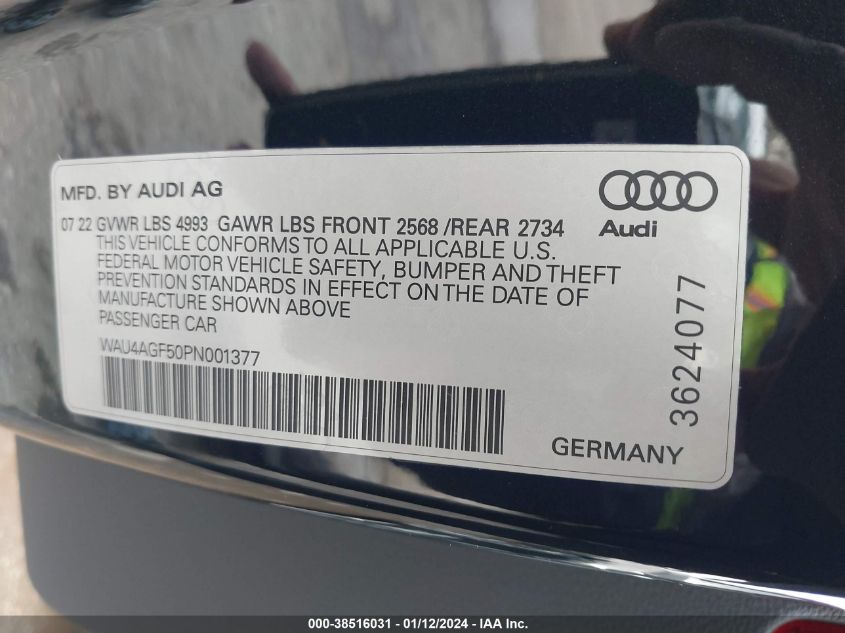 MFD. BY AUDI AG
Audi
07 22 GVWR LBS 4993 GAWR LBS FRONT 2568 /REAR 2734
THIS VEHICLE CONFORMS TO ALL APPLICABLE U.S.
FEDERAL MOTOR VEHICLE SAFETY, BUMPER AND THEFT
PREVENTION STANDARDS IN EFFECT ON THE DATE OF
MANUFACTURE SHOWN ABOVE
PASSENGER CAR
WAU4AGF50PN001377
3624077
GERMANY
000-38516031 - 01/12/2024 - IAA Inc.